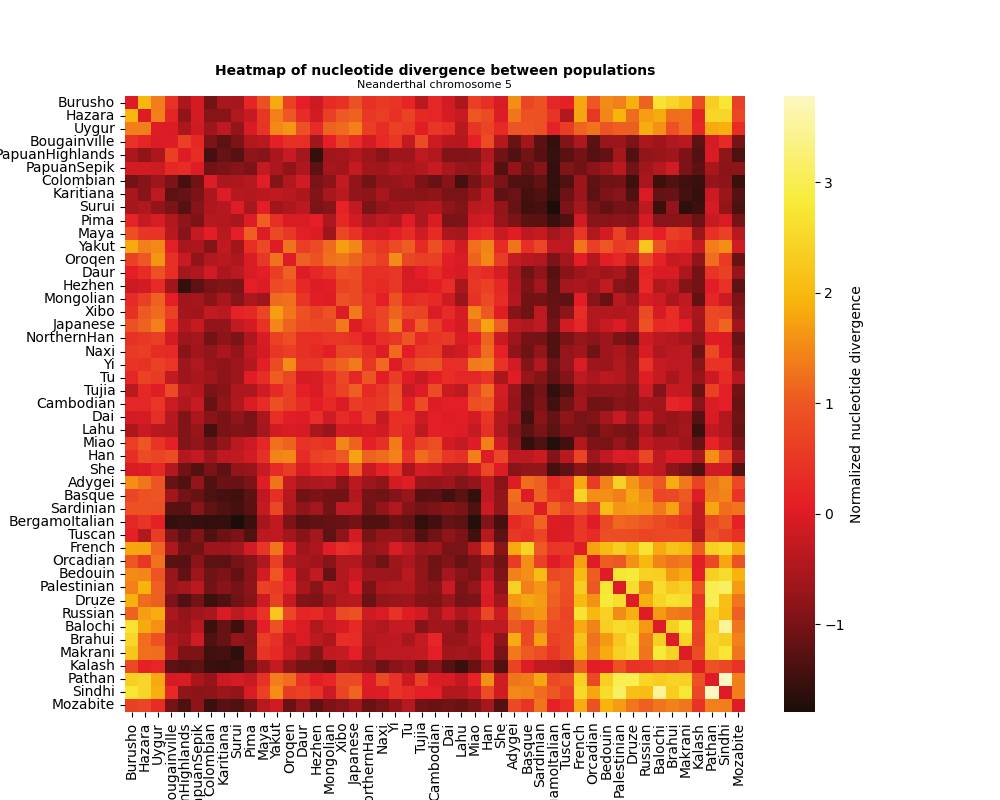 Heatmap of nucleotide divergence between populations
Neanderthal chromosome 5
Burusho
Hazara
Uygur
Bougainville
PapuanHighlands
PapuanSepik
Colombian
Karitiana
Surui
Pima
Maya
Yakut
Oroqen
Daur
Hezhen
Mongolian
Xibo
Japanese
NorthernHan
Naxi
Yi
Tu
Tujia
Cambodian
Dai
Lahu
Miao
Han
She
Adygei
Basque
Sardinian
BergamoItalian
Tuscan
French
Orcadian
Bedouin
Palestinian
Druze
Russian
Balochi
Brahui
Makrani
Kalash
Pathan
Sindhi
Mozabite
Burusho
Hazara
Uygur
ougainville
nHighlands
apuanSepik
Colombian
Karitiana
Surui
Pima
Maya
Yakut
Oroqen
Daur
Hezhen
Mongolian
Xibo
Japanese
orthernHan
Naxi
Yi
Tu
Tujia
Cambodian
Dai
Lahu
Miao
Han
She
Adygei
Basque
Sardinian
amoItalian
Tuscan
French
Orcadian
Bedouin
Palestinian
Druze
Russian
Balochi
Brahui
Makrani
Kalash
Pathan
Sindhi
Mozabite
3
2
1
0
−1
Normalized nucleotide divergence